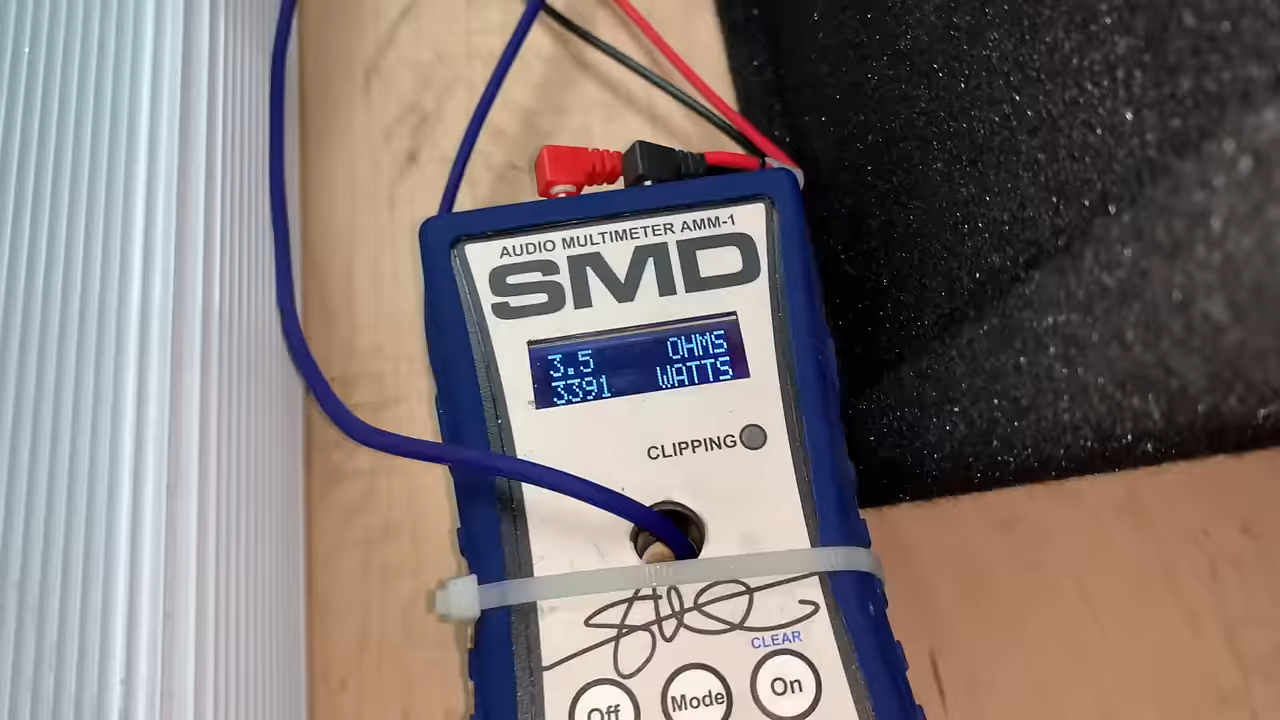 AUDIO MULTIMETER AMM-1
SMD
3.5 OHMS
3391 WATTS
CLIPPING
CLEAR
Off Mode On